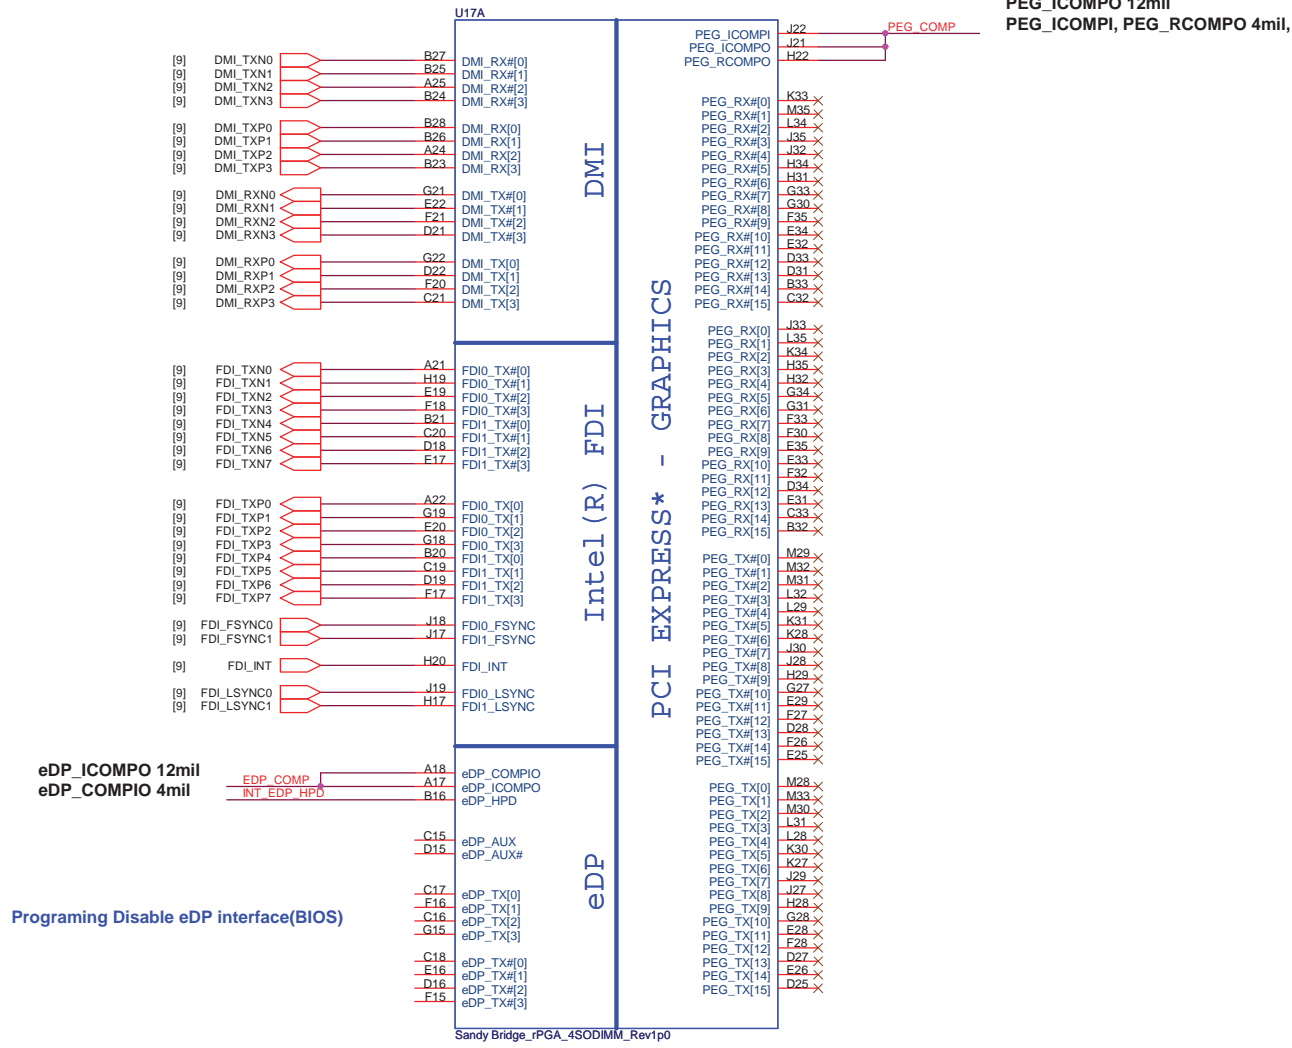 U17A
PEG_ICOMPO 12mil
PEG_ICOMPI, PEG_RCOMPO 4mil,
PEG_ICOMPI J22 PEG_COMP
PEG_ICOMPO J21
PEG_RCOMPO H22
[9] DMI_TXN0 B27 DMI_RX#[0]
[9] DMI_TXN1 B25 DMI_RX#[1]
[9] DMI_TXN2 A25 DMI_RX#[2]
[9] DMI_TXN3 B24 DMI_RX#[3]
[9] DMI_TXP0 B28 DMI_RX[0]
[9] DMI_TXP1 B26 DMI_RX[1]
[9] DMI_TXP2 A24 DMI_RX[2]
[9] DMI_TXP3 B23 DMI_RX[3]
[9] DMI_RXN0 G21 DMI_TX#[0]
[9] DMI_RXN1 E22 DMI_TX#[1]
[9] DMI_RXN2 F21 DMI_TX#[2]
[9] DMI_RXN3 D21 DMI_TX#[3]
[9] DMI_RXP0 G22 DMI_TX[0]
[9] DMI_RXP1 D22 DMI_TX[1]
[9] DMI_RXP2 F20 DMI_TX[2]
[9] DMI_RXP3 C21 DMI_TX[3]
DMI
[9] FDI_TXN0 A21 FDI0_TX#[0]
[9] FDI_TXN1 H19 FDI0_TX#[1]
[9] FDI_TXN2 E19 FDI0_TX#[2]
[9] FDI_TXN3 F18 FDI0_TX#[3]
[9] FDI_TXN4 B21 FDI1_TX#[0]
[9] FDI_TXN5 C20 FDI1_TX#[1]
[9] FDI_TXN6 D18 FDI1_TX#[2]
[9] FDI_TXN7 E17 FDI1_TX#[3]
[9] FDI_TXP0 A22 FDI0_TX[0]
[9] FDI_TXP1 G19 FDI0_TX[1]
[9] FDI_TXP2 E20 FDI0_TX[2]
[9] FDI_TXP3 G18 FDI0_TX[3]
[9] FDI_TXP4 B20 FDI1_TX[0]
[9] FDI_TXP5 C19 FDI1_TX[1]
[9] FDI_TXP6 D19 FDI1_TX[2]
[9] FDI_TXP7 F17 FDI1_TX[3]
[9] FDI_FSYNC0 J18 FDI0_FSYNC
[9] FDI_FSYNC1 J17 FDI1_FSYNC
[9] FDI_INT H20 FDI_INT
[9] FDI_LSYNC0 J19 FDI0_LSYNC
[9] FDI_LSYNC1 H17 FDI1_LSYNC
Intel(R) FDI
eDP_ICOMPO 12mil
eDP_COMPIO 4mil
A18 eDP_COMPIO
EDP_COMP A17 eDP_ICOMPO
INT_EDP_HPD B16 eDP_HPD
C15 eDP_AUX
D15 eDP_AUX#
C17 eDP_TX[0]
F16 eDP_TX[1]
C16 eDP_TX[2]
G15 eDP_TX[3]
C18 eDP_TX#[0]
E16 eDP_TX#[1]
D16 eDP_TX#[2]
F15 eDP_TX#[3]
eDP
Programing Disable eDP interface(BIOS)
PCI EXPRESS* - GRAPHICS
PEG_RX#[0] K33
PEG_RX#[1] M35
PEG_RX#[2] L34
PEG_RX#[3] J35
PEG_RX#[4] J32
PEG_RX#[5] H34
PEG_RX#[6] H31
PEG_RX#[7] G33
PEG_RX#[8] G30
PEG_RX#[9] F35
PEG_RX#[10] E34
PEG_RX#[11] E32
PEG_RX#[12] D33
PEG_RX#[13] D31
PEG_RX#[14] B33
PEG_RX#[15] C32
PEG_RX[0] J33
PEG_RX[1] L35
PEG_RX[2] K34
PEG_RX[3] H35
PEG_RX[4] H32
PEG_RX[5] G34
PEG_RX[6] G31
PEG_RX[7] F33
PEG_RX[8] F30
PEG_RX[9] E35
PEG_RX[10] E33
PEG_RX[11] F32
PEG_RX[12] D34
PEG_RX[13] E31
PEG_RX[14] C33
PEG_RX[15] B32
PEG_TX#[0] M29
PEG_TX#[1] M32
PEG_TX#[2] M31
PEG_TX#[3] L32
PEG_TX#[4] L29
PEG_TX#[5] K31
PEG_TX#[6] K28
PEG_TX#[7] J30
PEG_TX#[8] J28
PEG_TX#[9] H29
PEG_TX#[10] G27
PEG_TX#[11] E29
PEG_TX#[12] F27
PEG_TX#[13] D28
PEG_TX#[14] F26
PEG_TX#[15] E25
PEG_TX[0] M28
PEG_TX[1] M33
PEG_TX[2] M30
PEG_TX[3] L31
PEG_TX[4] L28
PEG_TX[5] K30
PEG_TX[6] K27
PEG_TX[7] J29
PEG_TX[8] J27
PEG_TX[9] H28
PEG_TX[10] G28
PEG_TX[11] E28
PEG_TX[12] F28
PEG_TX[13] D27
PEG_TX[14] E26
PEG_TX[15] D25
Sandy Bridge_rPGA_4SODIMM_Rev1p0